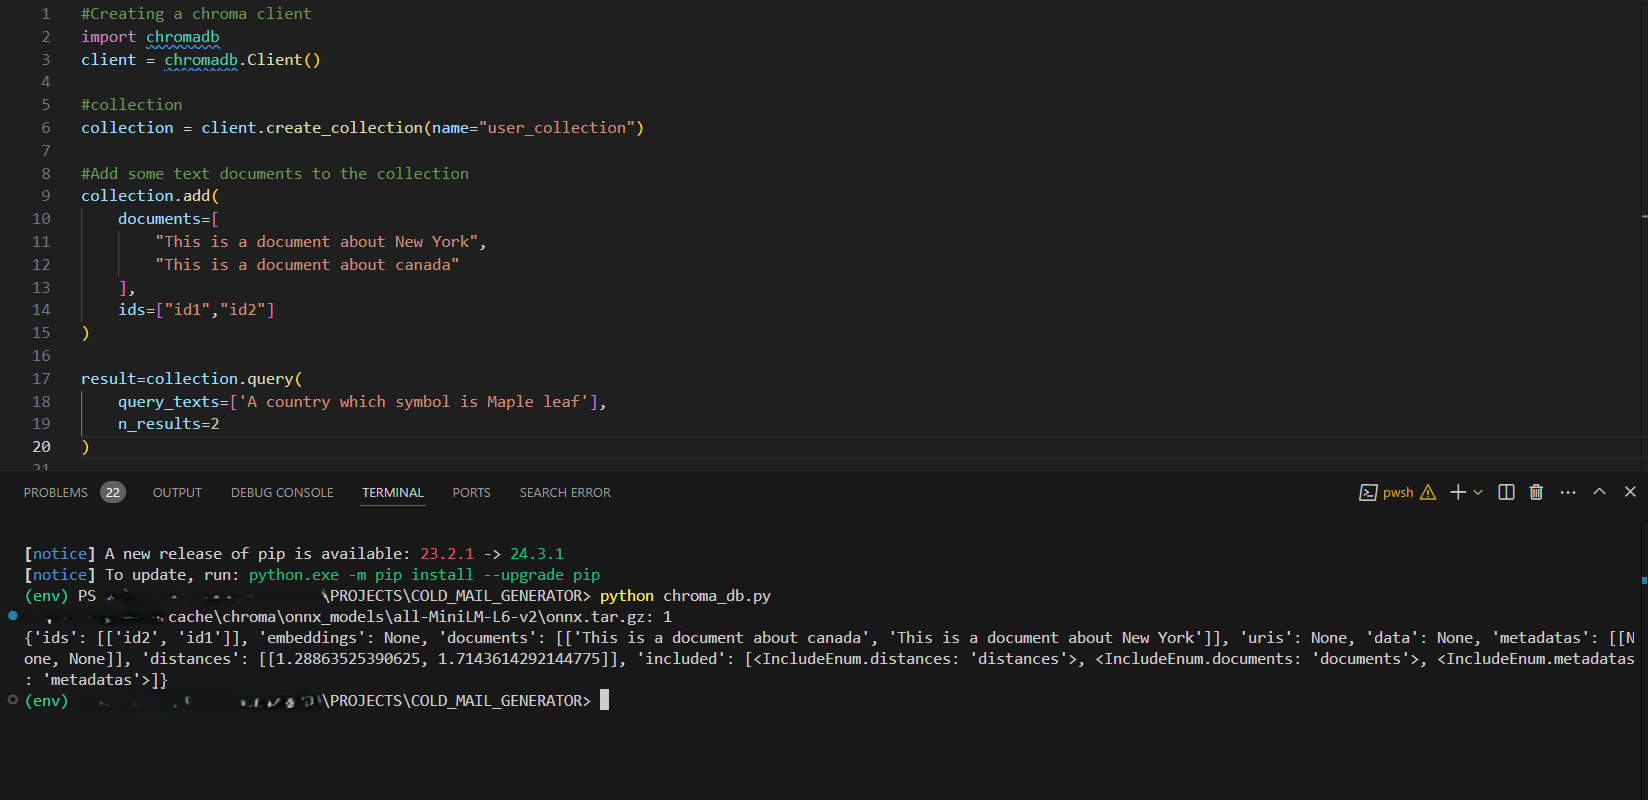 1 #Creating a chroma client
2 import chromadb
3 client = chromadb.Client()
4
5 #collection
6 collection = client.create_collection(name="user_collection")
7
8 #Add some text documents to the collection
9 collection.add(
10 documents=[
11 "This is a document about New York",
12 "This is a document about canada"
13 ],
14 ids=["id1","id2"]
15 )
16
17 result=collection.query(
18 query_texts=['A country which symbol is Maple leaf'],
19 n_results=2
20 )
21
PROBLEMS 22 OUTPUT DEBUG CONSOLE TERMINAL PORTS SEARCH ERROR pwsh
[notice] A new release of pip is available: 23.2.1 -> 24.3.1
[notice] To update, run: python.exe -m pip install --upgrade pip
(env) PS \PROJECTS\COLD_MAIL_GENERATOR> python chroma_db.py
cache\chroma\onnx_models\all-MiniLM-L6-v2\onnx.tar.gz: 1
{'ids': [['id2', 'id1']], 'embeddings': None, 'documents': [['This is a document about canada', 'This is a document about New York']], 'uris': None, 'data': None, 'metadatas': [[N
one, None]], 'distances': [[1.28863525390625, 1.7143614292144775]], 'included': [<IncludeEnum.distances: 'distances'>, <IncludeEnum.documents: 'documents'>, <IncludeEnum.metadatas
: 'metadatas'>]}
(env) \PROJECTS\COLD_MAIL_GENERATOR>